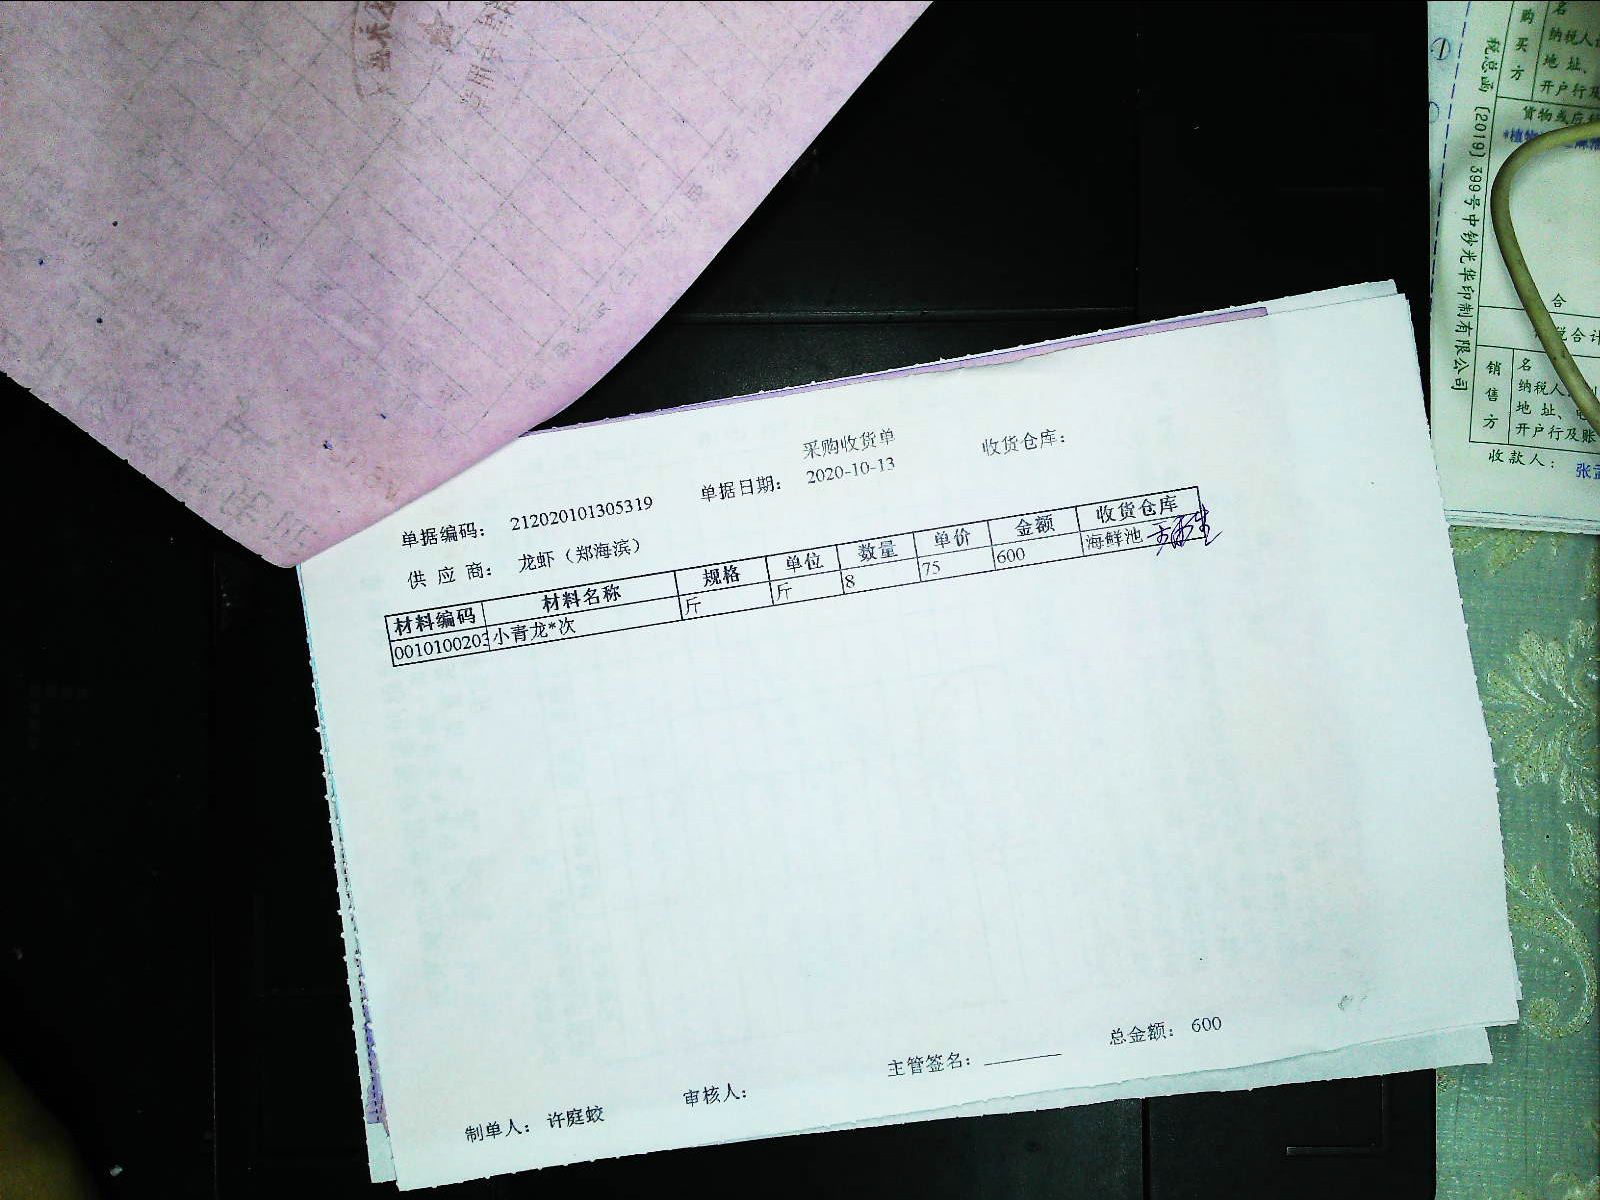 采购收货单
收货仓库：
单据编码： 212020101305319 单据日期： 2020-10-13
供 应 商： 龙虾（郑海滨）
材料编码 材料名称 规格 单位 数量 单价 金额 收货仓库
0010100203 小青龙*次 斤 斤 8 75 600 海鲜池
总金额： 600
制单人： 许庭蛟 审核人： 主管签名：
税总函〔2019〕399号中钞光华印制有限公司
购买方
名
纳税人
地 址、
开户行及
货物或应
*植物
合
税合计
销售方
名
纳税人
地 址、电
开户行及账
收款人： 张